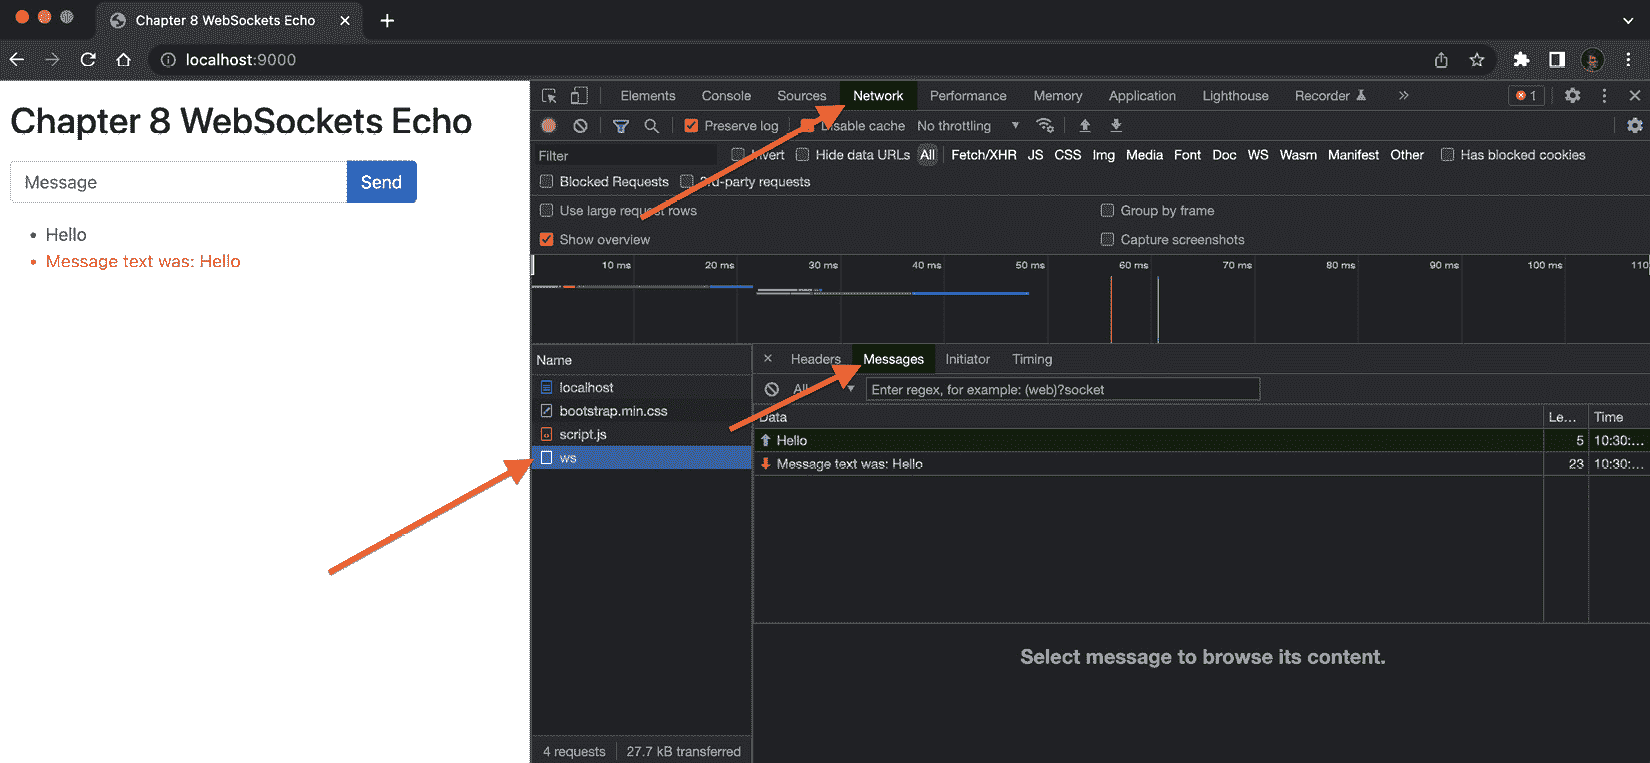 Chapter 8 WebSockets Echo
localhost:9000
Chapter 8 WebSockets Echo
Message
Send
Hello
Message text was: Hello
Elements Console Sources Network Performance Memory Application Lighthouse Recorder 1
Preserve log Disable cache No throttling
Filter Invert Hide data URLs All Fetch/XHR JS CSS Img Media Font Doc WS Wasm Manifest Other Has blocked cookies
Blocked Requests 3rd-party requests
Use large request rows Group by frame
Show overview Capture screenshots
10 ms 20 ms 30 ms 40 ms 50 ms 60 ms 70 ms 80 ms 90 ms 100 ms 110
Name
localhost
bootstrap.min.css
script.js
ws
Headers Messages Initiator Timing
All Enter regex, for example: (web)?socket
Data Le... Time
Hello 5 10:30:...
Message text was: Hello 23 10:30:...
Select message to browse its content.
4 requests 27.7 kB transferred